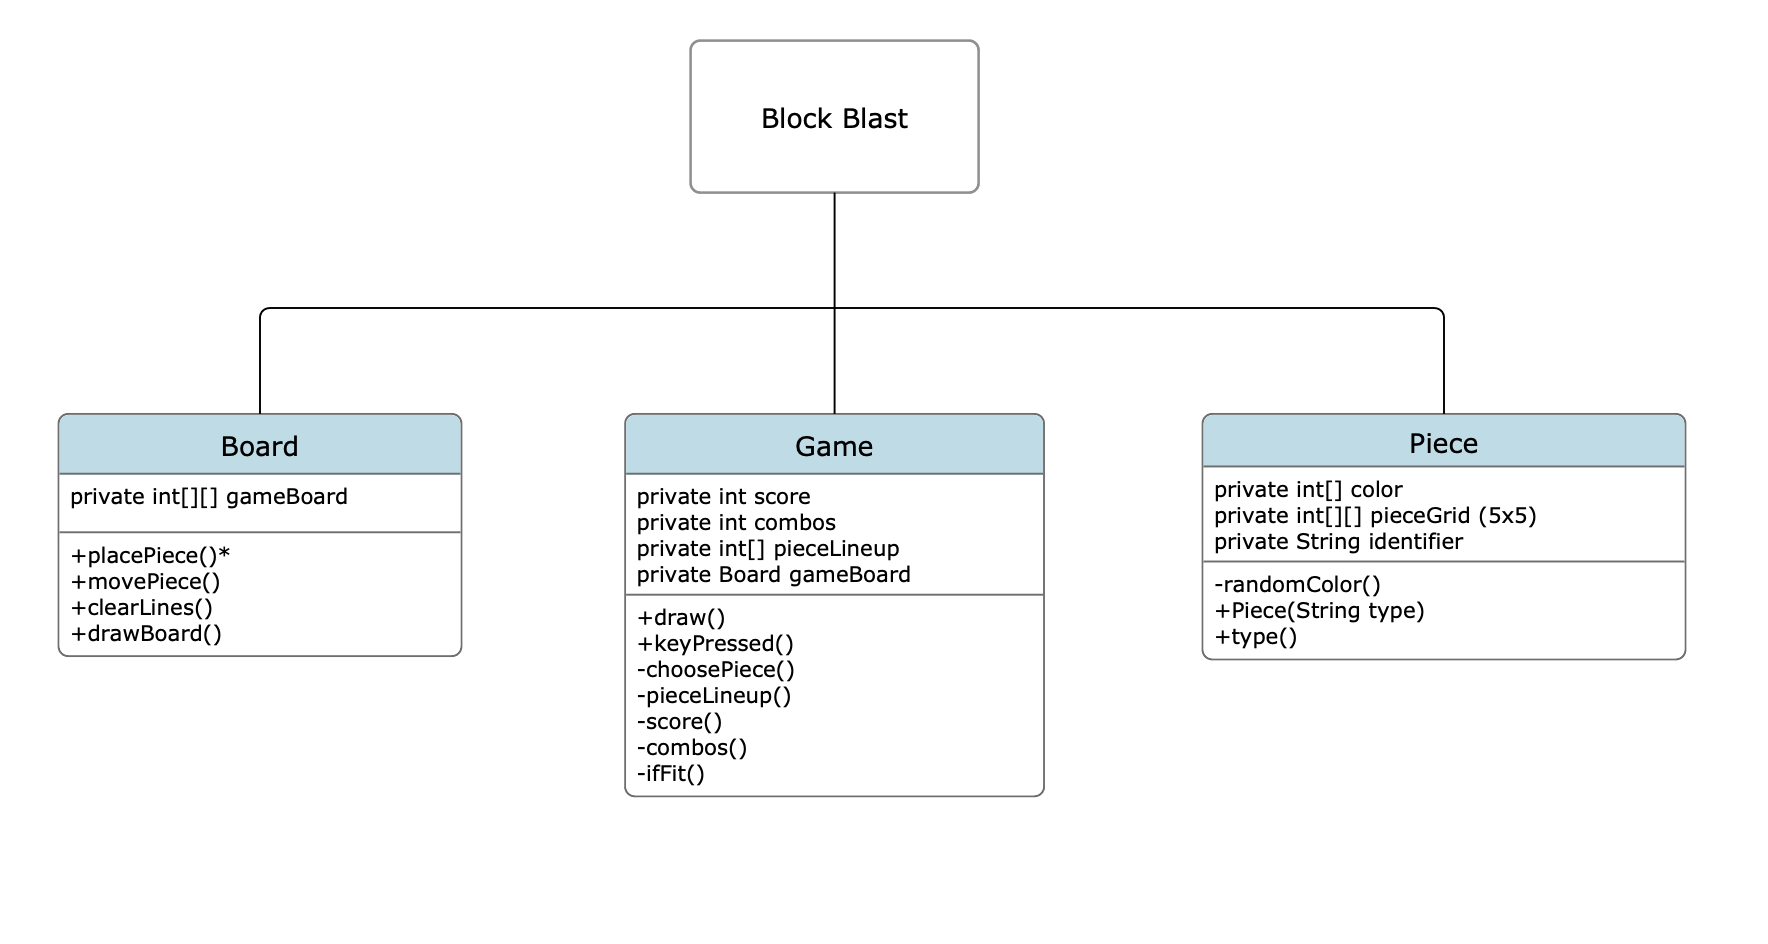 Block Blast
Board
private int[][] gameBoard
+placePiece()*
+movePiece()
+clearLines()
+drawBoard()
Game
private int score
private int combos
private int[] pieceLineup
private Board gameBoard
+draw()
+keyPressed()
-choosePiece()
-pieceLineup()
-score()
-combos()
-ifFit()
Piece
private int[] color
private int[][] pieceGrid (5x5)
private String identifier
-randomColor()
+Piece(String type)
+type()